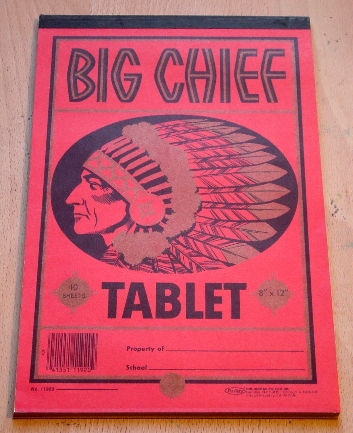 BIG CHIEF
40
SHEETS
TABLET
8" x 12"
Property of
School